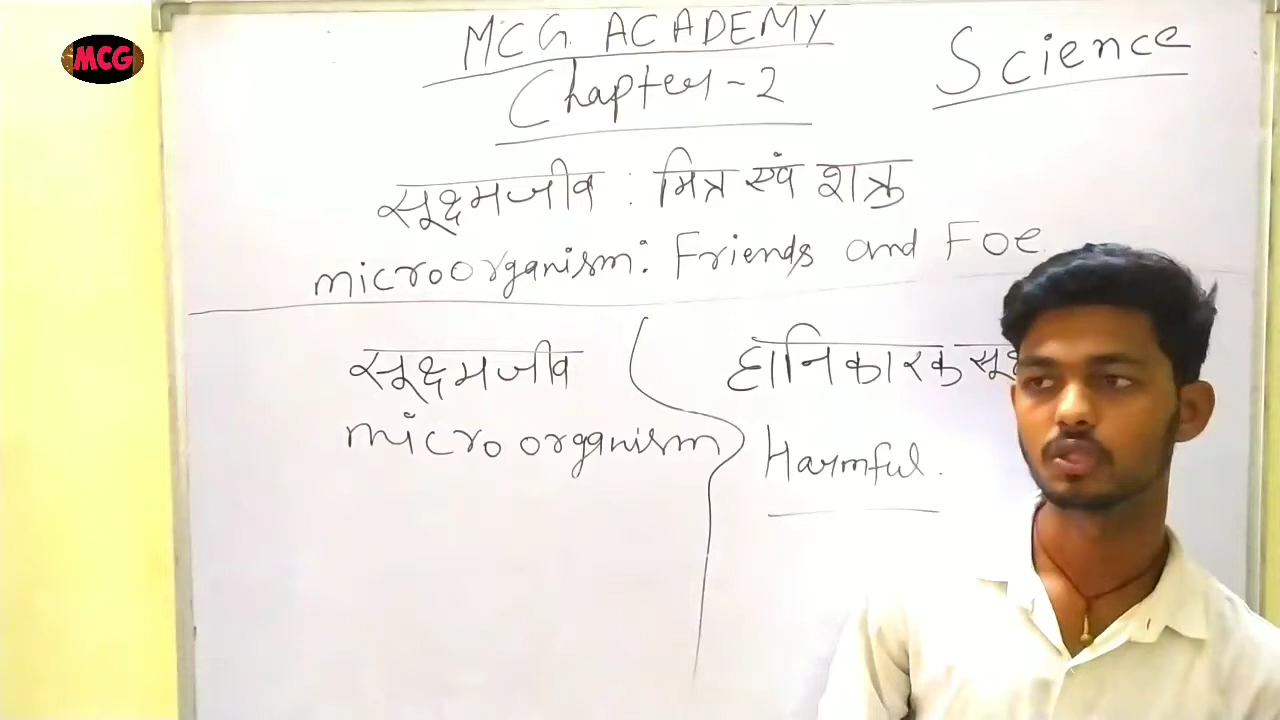 MCG
MCG ACADEMY
Science
Chapter-2
सूक्ष्मजीव : मित्र एवं शत्रु
microorganism: Friends and Foe
सूक्ष्मजीव
microorganism
हानिकारक
Harmful.